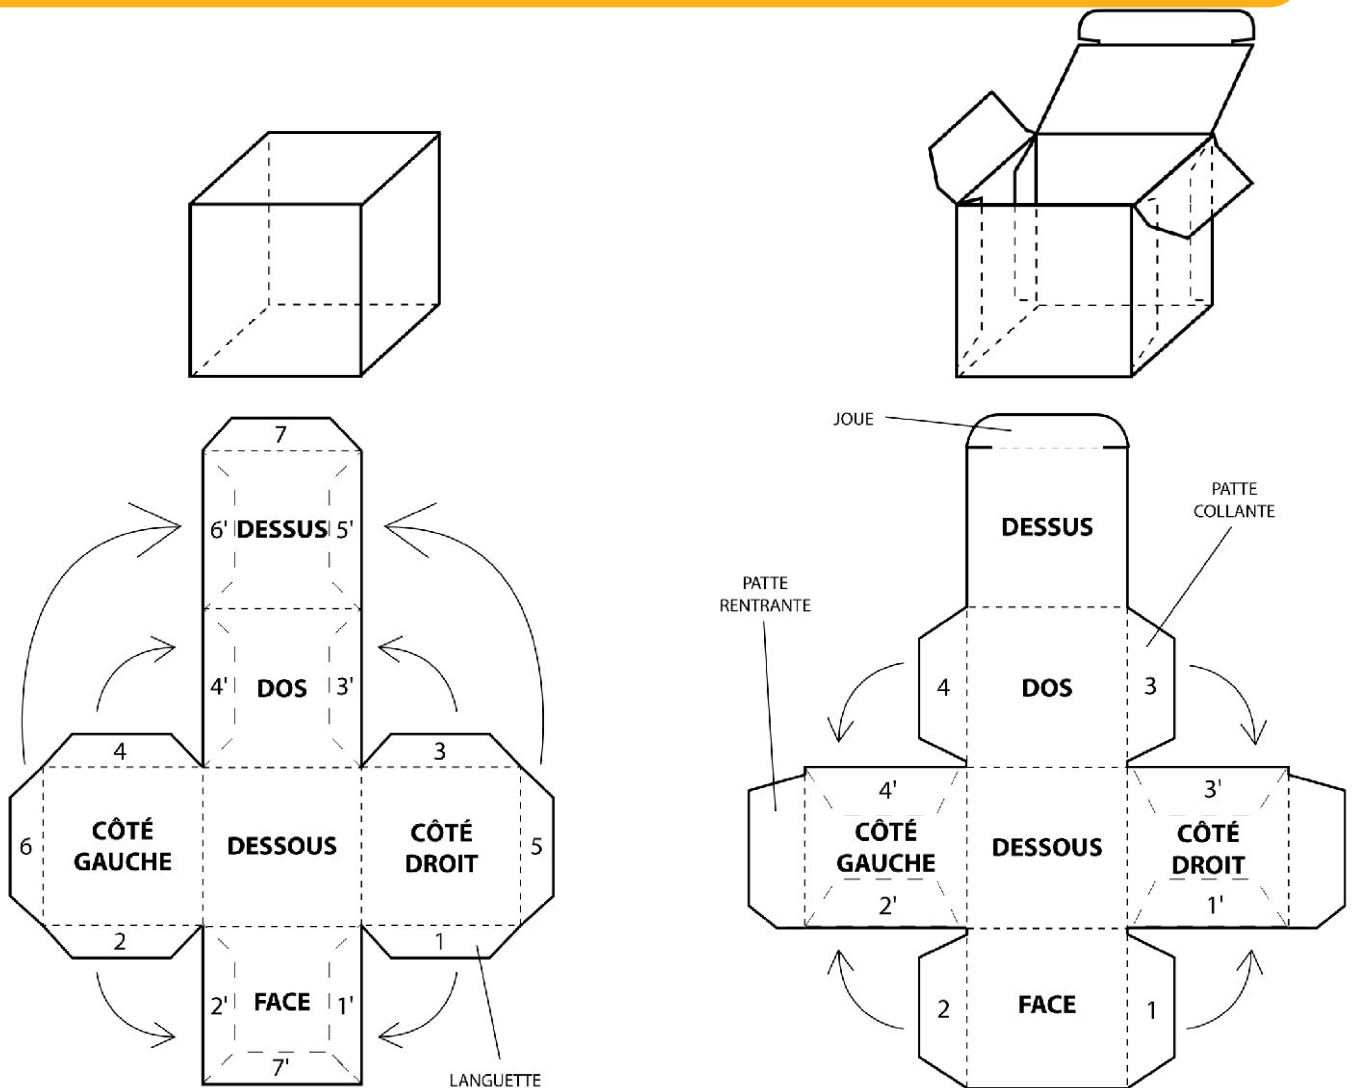 7
6' DESSUS 5'
4' DOS 3'
4
3
6
CÔTÉ
GAUCHE
DESSOUS
CÔTÉ
DROIT
5
2
1
2' FACE 1'
7'
LANGUETTE
JOUE
DESSUS
PATTE
COLLANTE
PATTE
RENTRANTE
4 DOS 3
4'
3'
CÔTÉ
GAUCHE
DESSOUS
CÔTÉ
DROIT
2'
1'
2 FACE 1